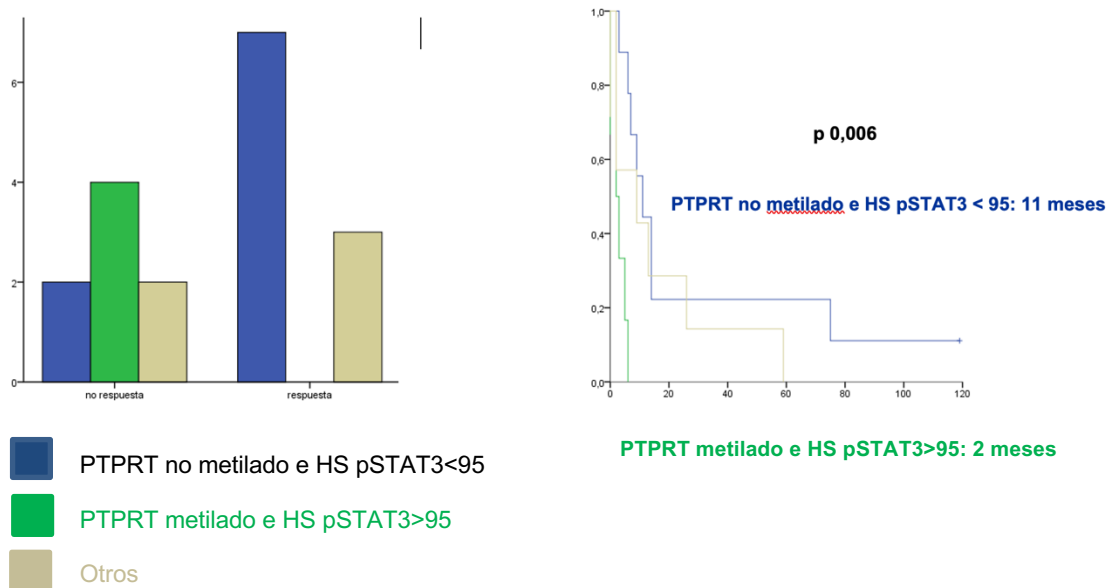 6
4
2
0
no respuesta
respuesta
PTPRT no metilado e HS pSTAT3<95
PTPRT metilado e HS pSTAT3>95
Otros
1,0
0,8
0,6
0,4
0,2
0,0
0
20
40
60
80
100
120
p 0,006
PTPRT no metilado e HS pSTAT3 < 95: 11 meses
PTPRT metilado e HS pSTAT3>95: 2 meses